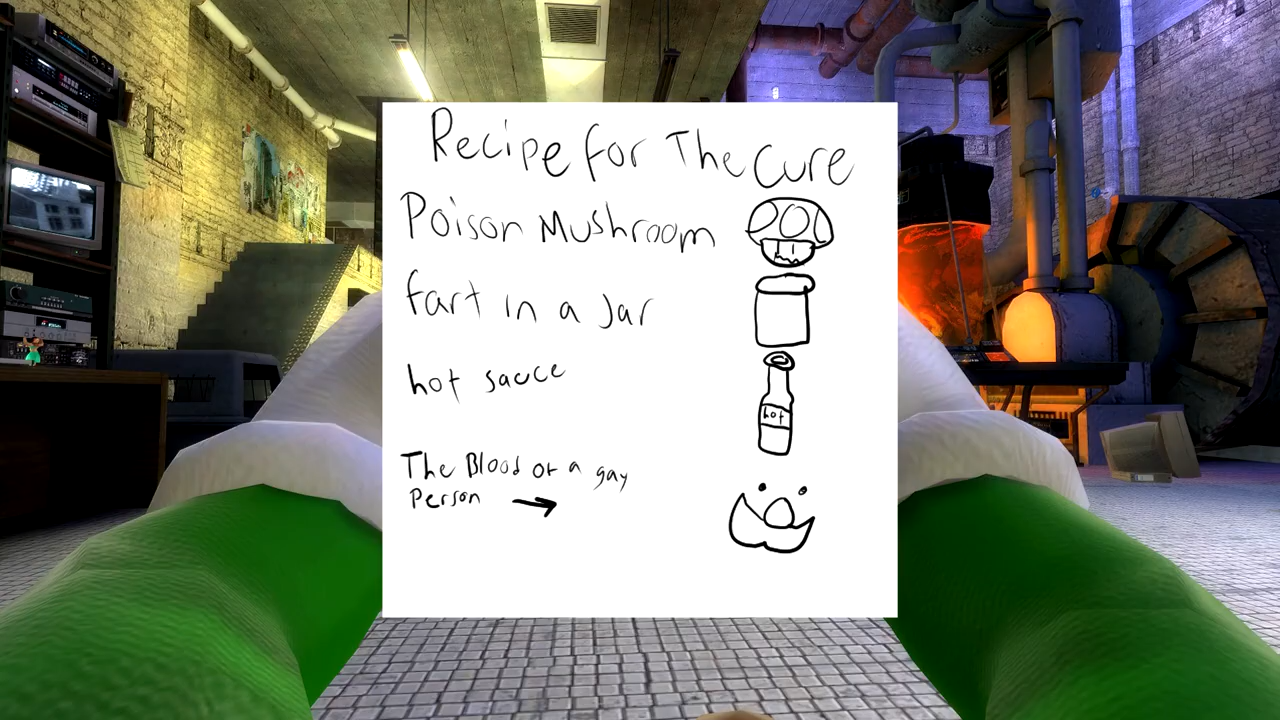 Recipe for The Cure
Poison Mushroom
fart in a Jar
hot sauce
hot
The Blood of a gay
Person